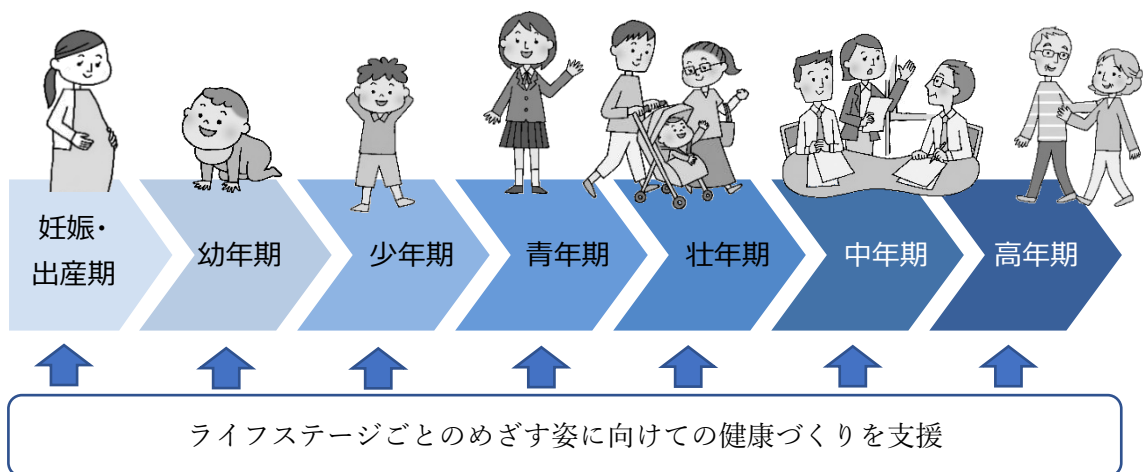 妊娠・
出産期
幼年期
少年期
青年期
壮年期
中年期
高年期
ライフステージごとのめざす姿に向けての健康づくりを支援